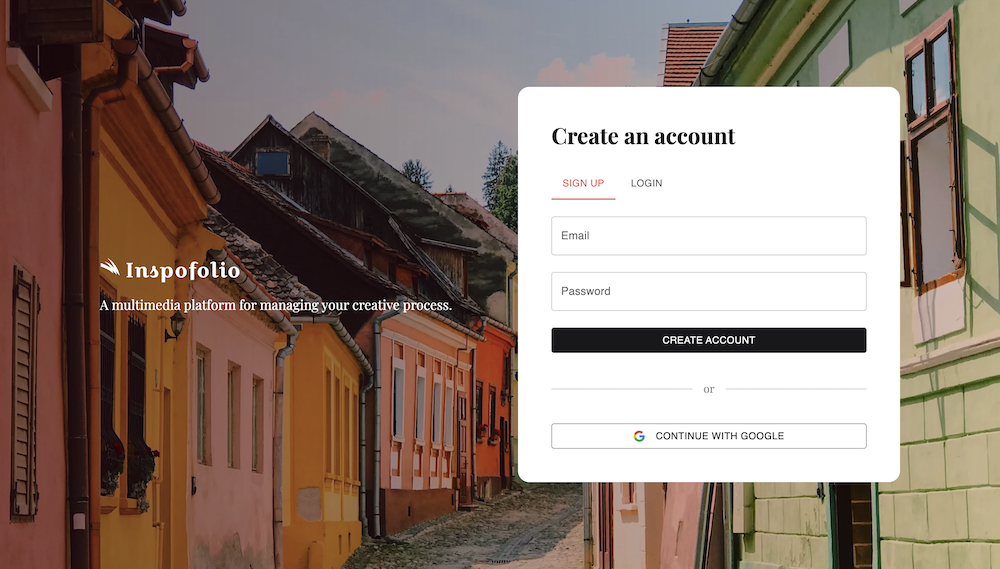 Inspofolio
A multimedia platform for managing your creative process.
Create an account
SIGN UP
LOGIN
Email
Password
CREATE ACCOUNT
or
CONTINUE WITH GOOGLE